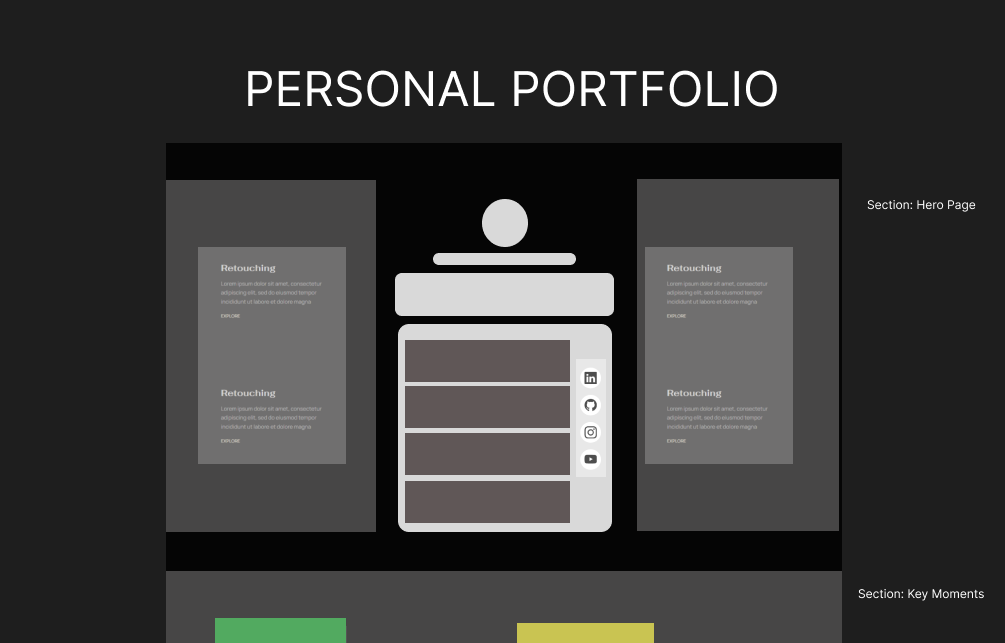 PERSONAL PORTFOLIO
Section: Hero Page
Retouching
Lorem ipsum dolor sit amet, consectetur
adipiscing elit, sed do eiusmod tempor
incididunt ut labore et dolore magna
EXPLORE
Retouching
Lorem ipsum dolor sit amet, consectetur
adipiscing elit, sed do eiusmod tempor
incididunt ut labore et dolore magna
EXPLORE
in
Retouching
Lorem ipsum dolor sit amet, consectetur
adipiscing elit, sed do eiusmod tempor
incididunt ut labore et dolore magna
EXPLORE
Retouching
Lorem ipsum dolor sit amet, consectetur
adipiscing elit, sed do eiusmod tempor
incididunt ut labore et dolore magna
EXPLORE
Section: Key Moments